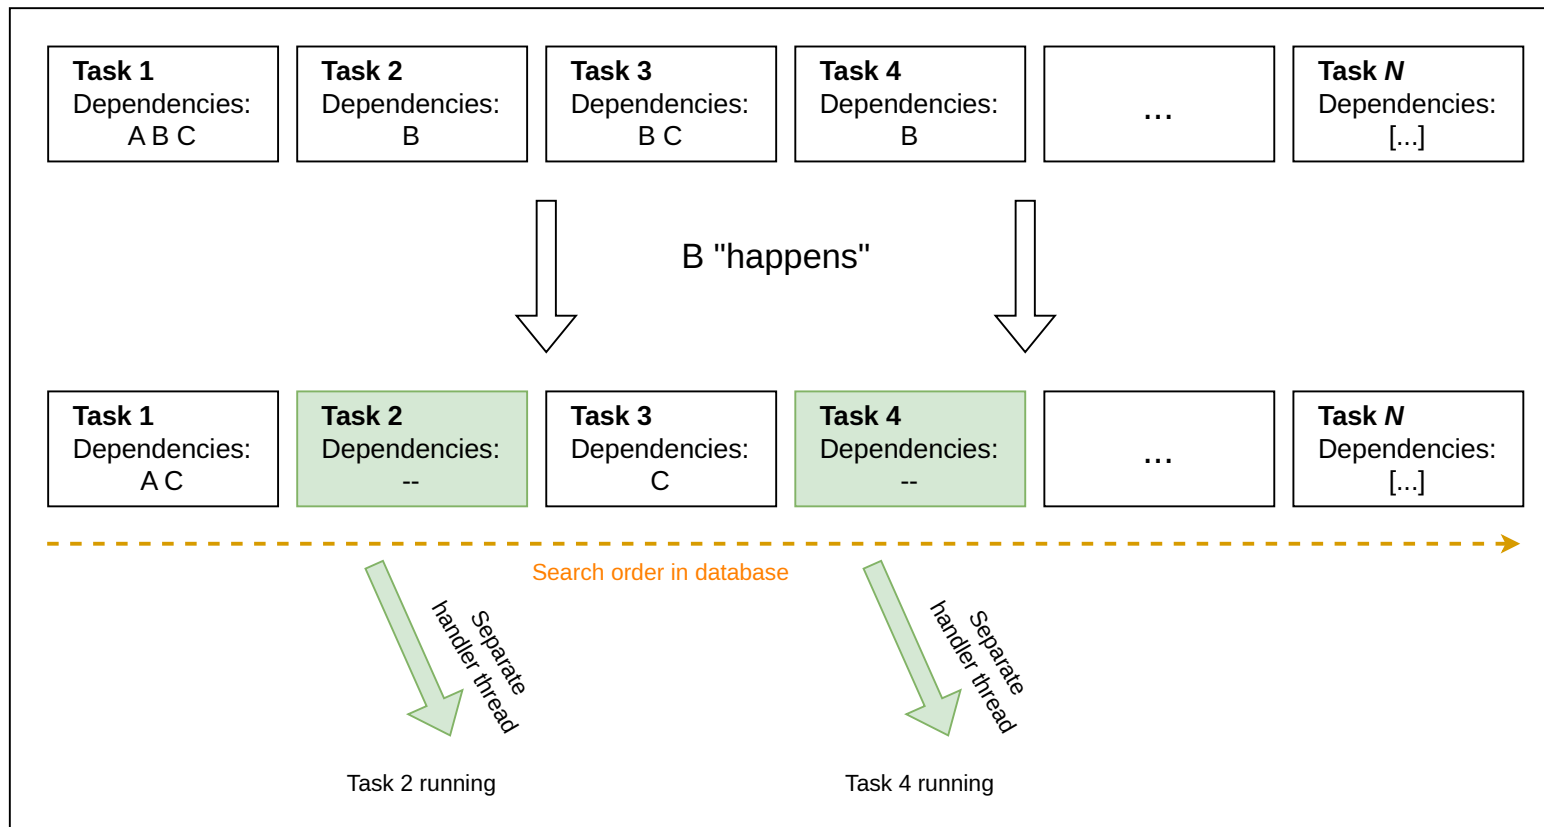 Task 1
Dependencies:
A B C
Task 2
Dependencies:
B
Task 3
Dependencies:
B C
Task 4
Dependencies:
B
...
Task N
Dependencies:
[...]
B "happens"
Task 1
Dependencies:
A C
Task 2
Dependencies:
--
Task 3
Dependencies:
C
Task 4
Dependencies:
--
...
Task N
Dependencies:
[...]
Search order in database
Separate
handler thread
Separate
handler thread
Task 2 running
Task 4 running